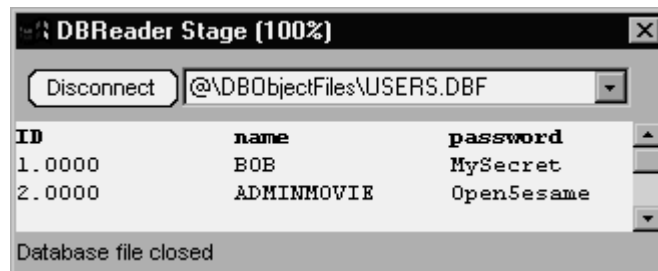 DBReader Stage (100%)
Disconnect @\DBObjectFiles\USERS.DBF
ID name password
1.0000 BOB MySecret
2.0000 ADMINMOVIE OpenSesame
Database file closed